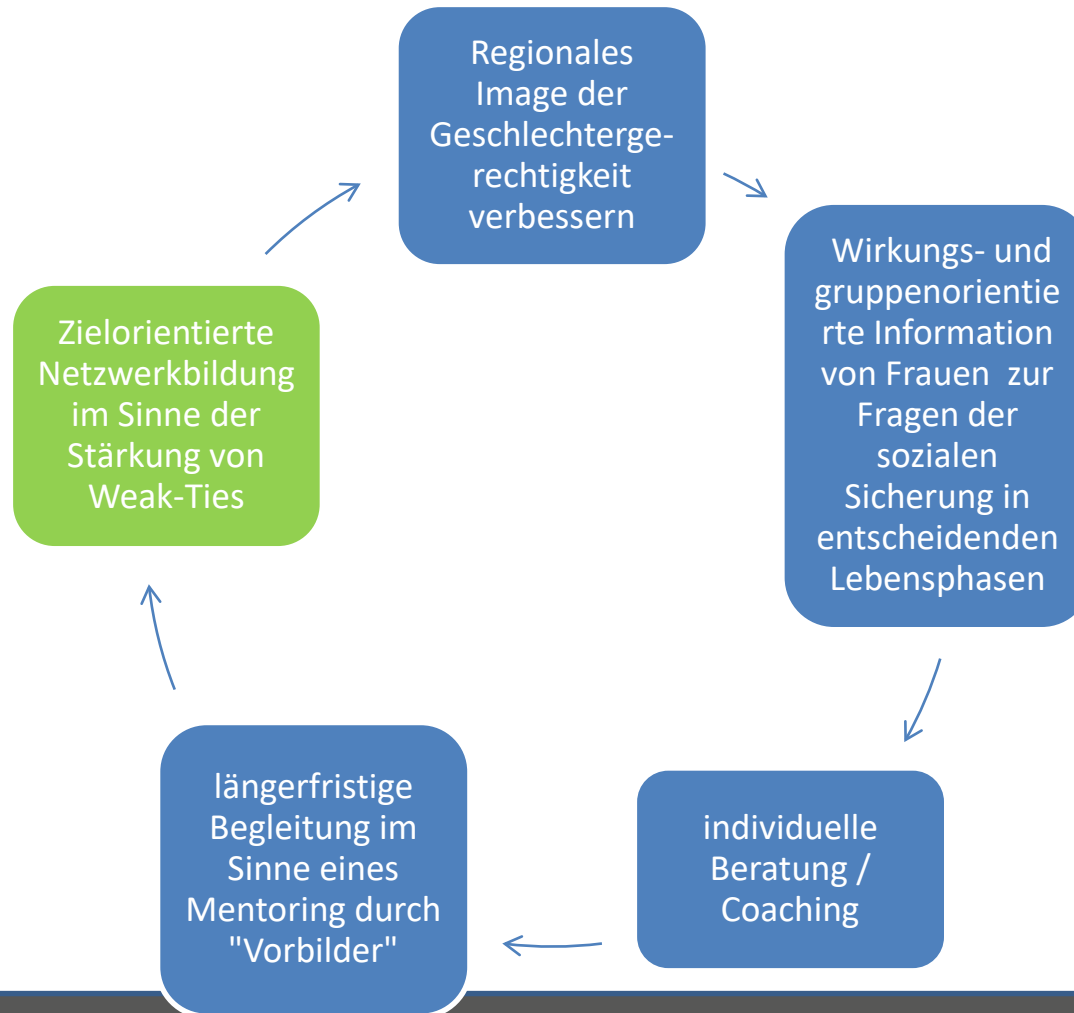 Regionales
Image der
Geschlechterge-
rechtigkeit
verbessern
Wirkungs- und
gruppenorientie
rte Information
von Frauen  zur
Fragen der
sozialen
Sicherung in
entscheidenden
Lebensphasen
individuelle
Beratung /
Coaching
längerfristige
Begleitung im
Sinne eines
Mentoring durch
"Vorbilder"
Zielorientierte
Netzwerkbildung
im Sinne der
Stärkung von
Weak-Ties